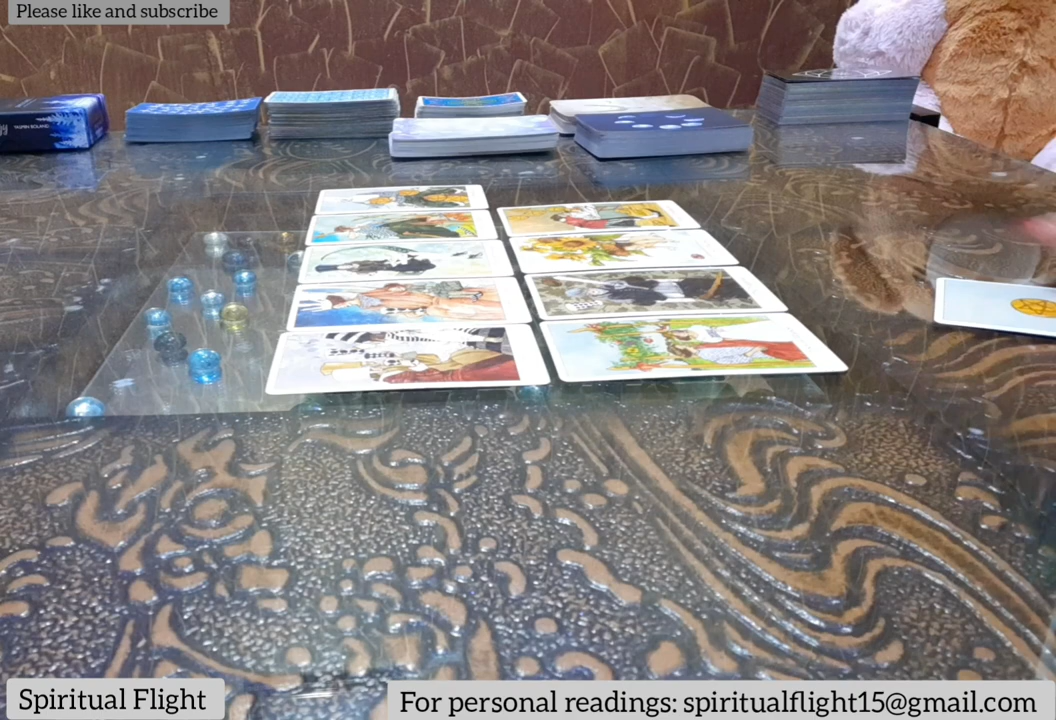 Please like and subscribe
Spiritual Flight
For personal readings: spiritualflight15@gmail.com